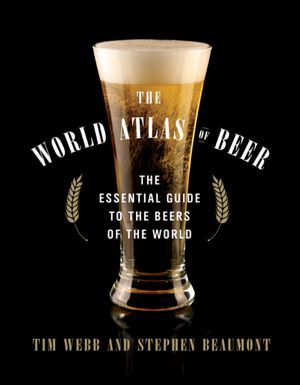 THE
WORLD ATLAS OF BEER
THE
ESSENTIAL GUIDE
TO THE BEERS
OF THE WORLD
TIM WEBB AND STEPHEN BEAUMONT